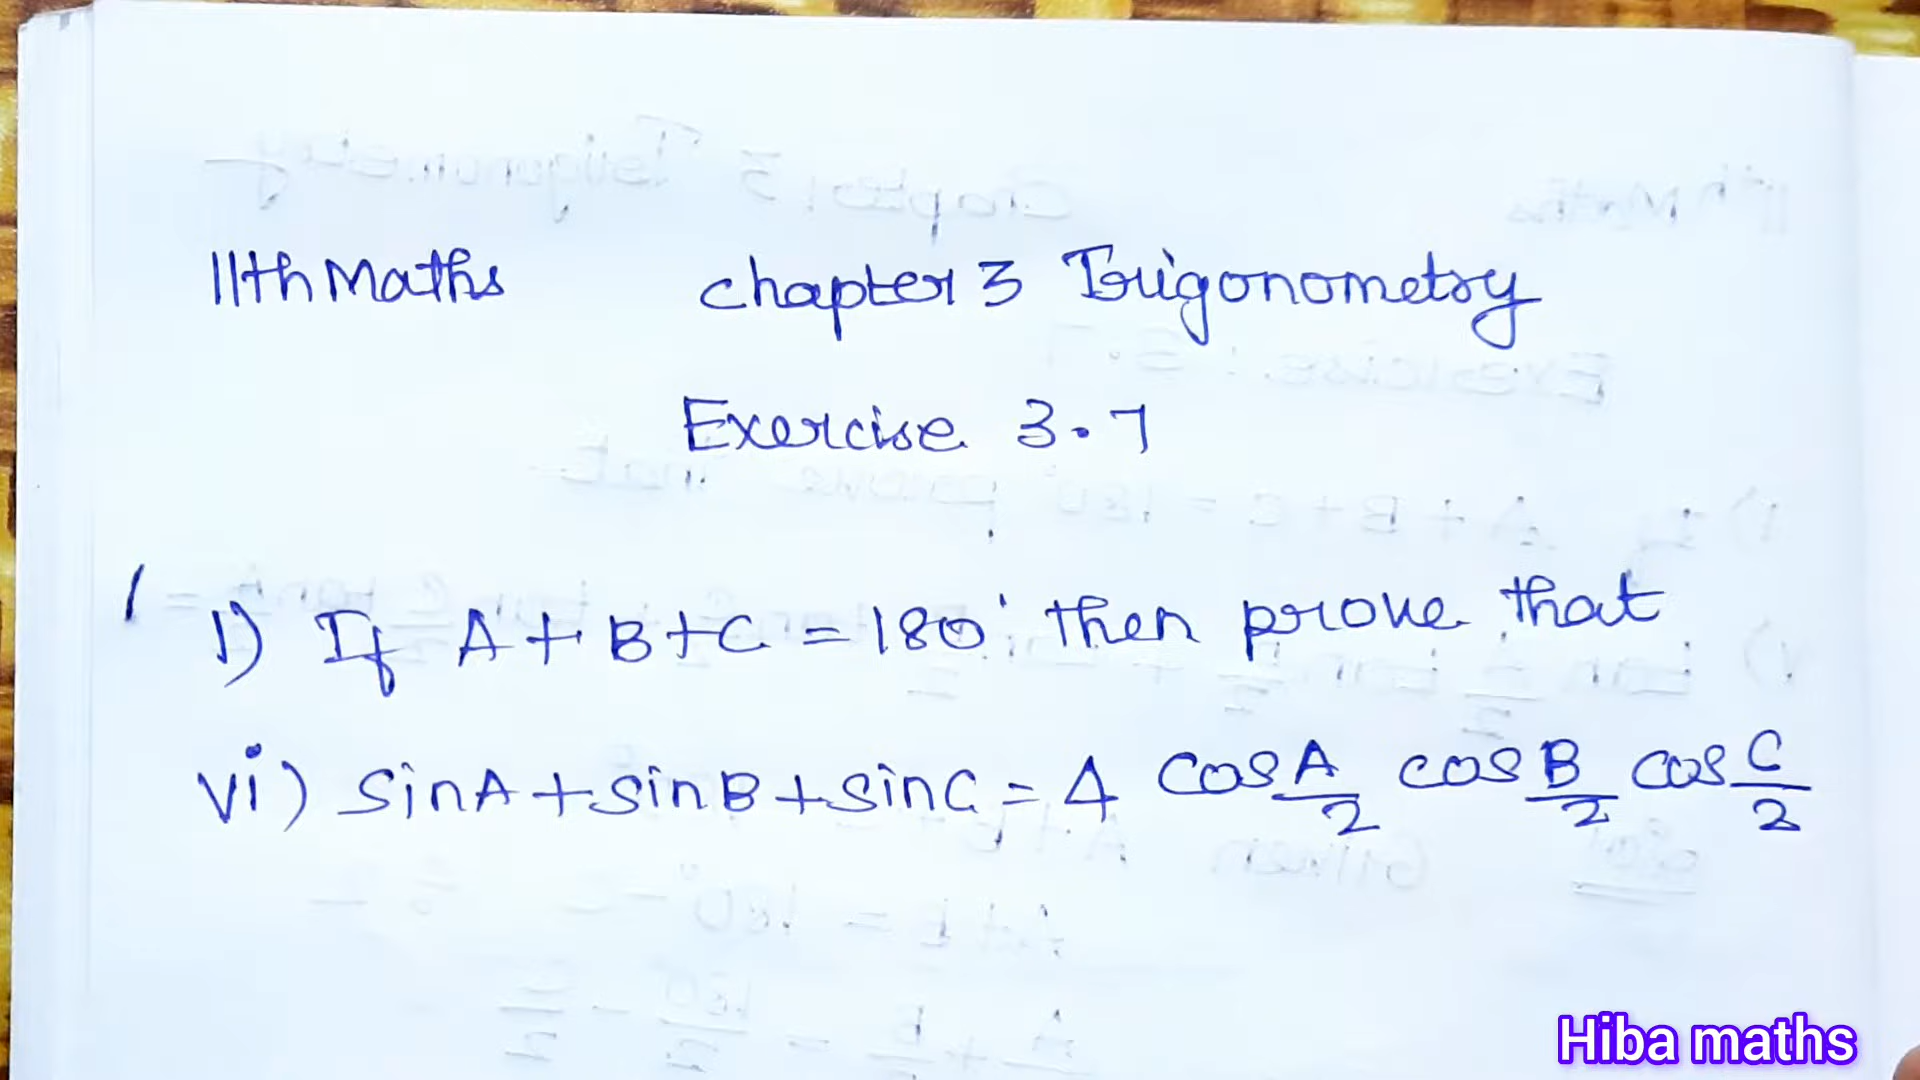 11th Maths chapter 3 Trigonometry
Exercise 3.7
1) If A + B + C = 180° then prove that
vi) sinA + sinB + sinC = 4 cos A/2 cos B/2 cos C/2
Hiba maths